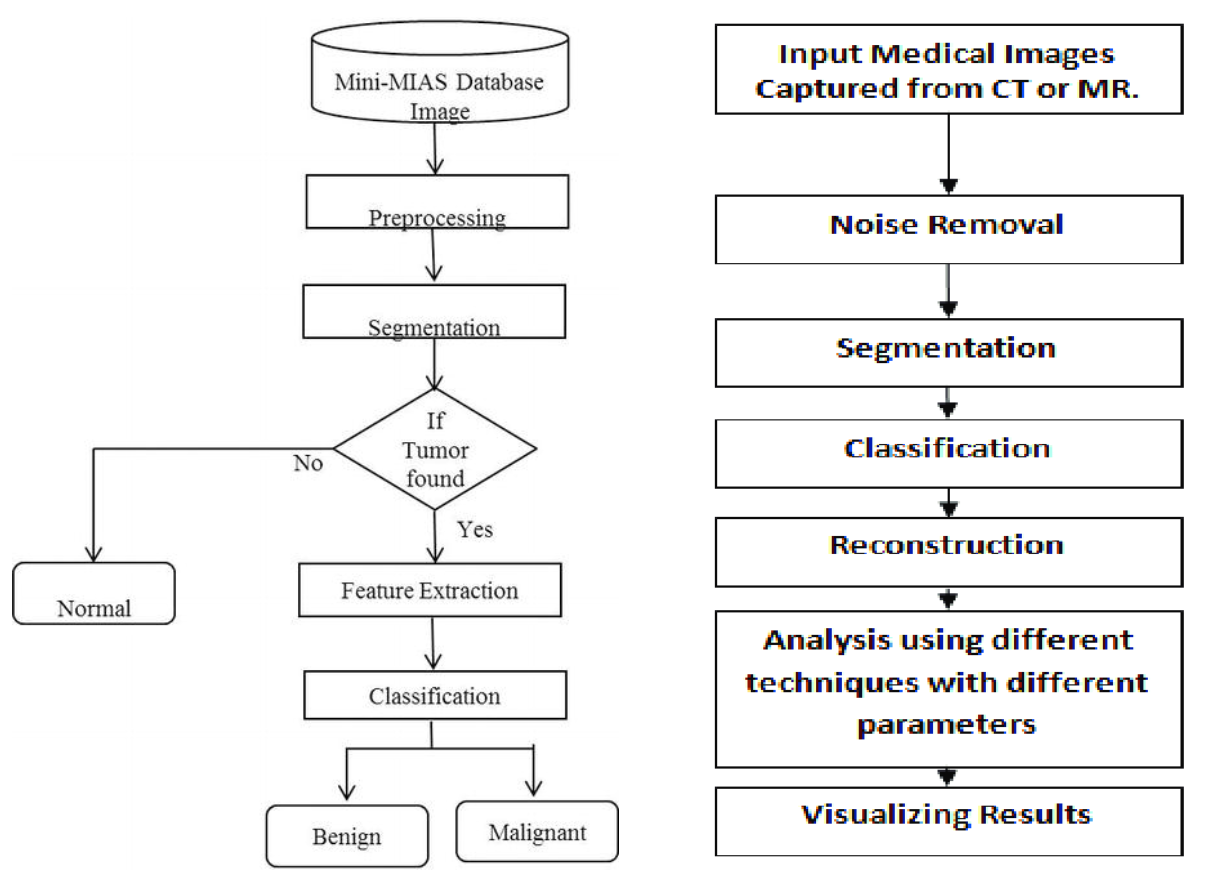 Mini-MIAS Database
Image
Preprocessing
Segmentation
If
Tumor
found
No
Yes
Normal
Feature Extraction
Classification
Benign
Malignant
Input Medical Images
Captured from CT or MR.
Noise Removal
Segmentation
Classification
Reconstruction
Analysis using different
techniques with different
parameters
Visualizing Results